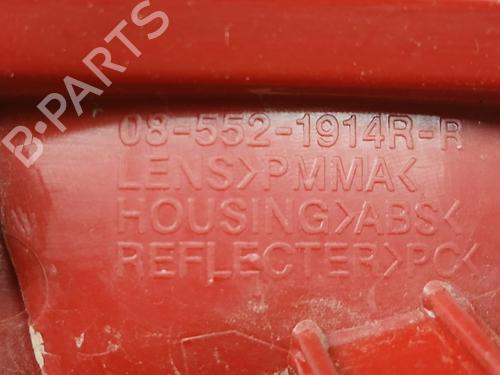 B-PARTS
08-552-1914R-R
LENS>PMMA<
HOUSING>ABS<
REFLECTER>PC<